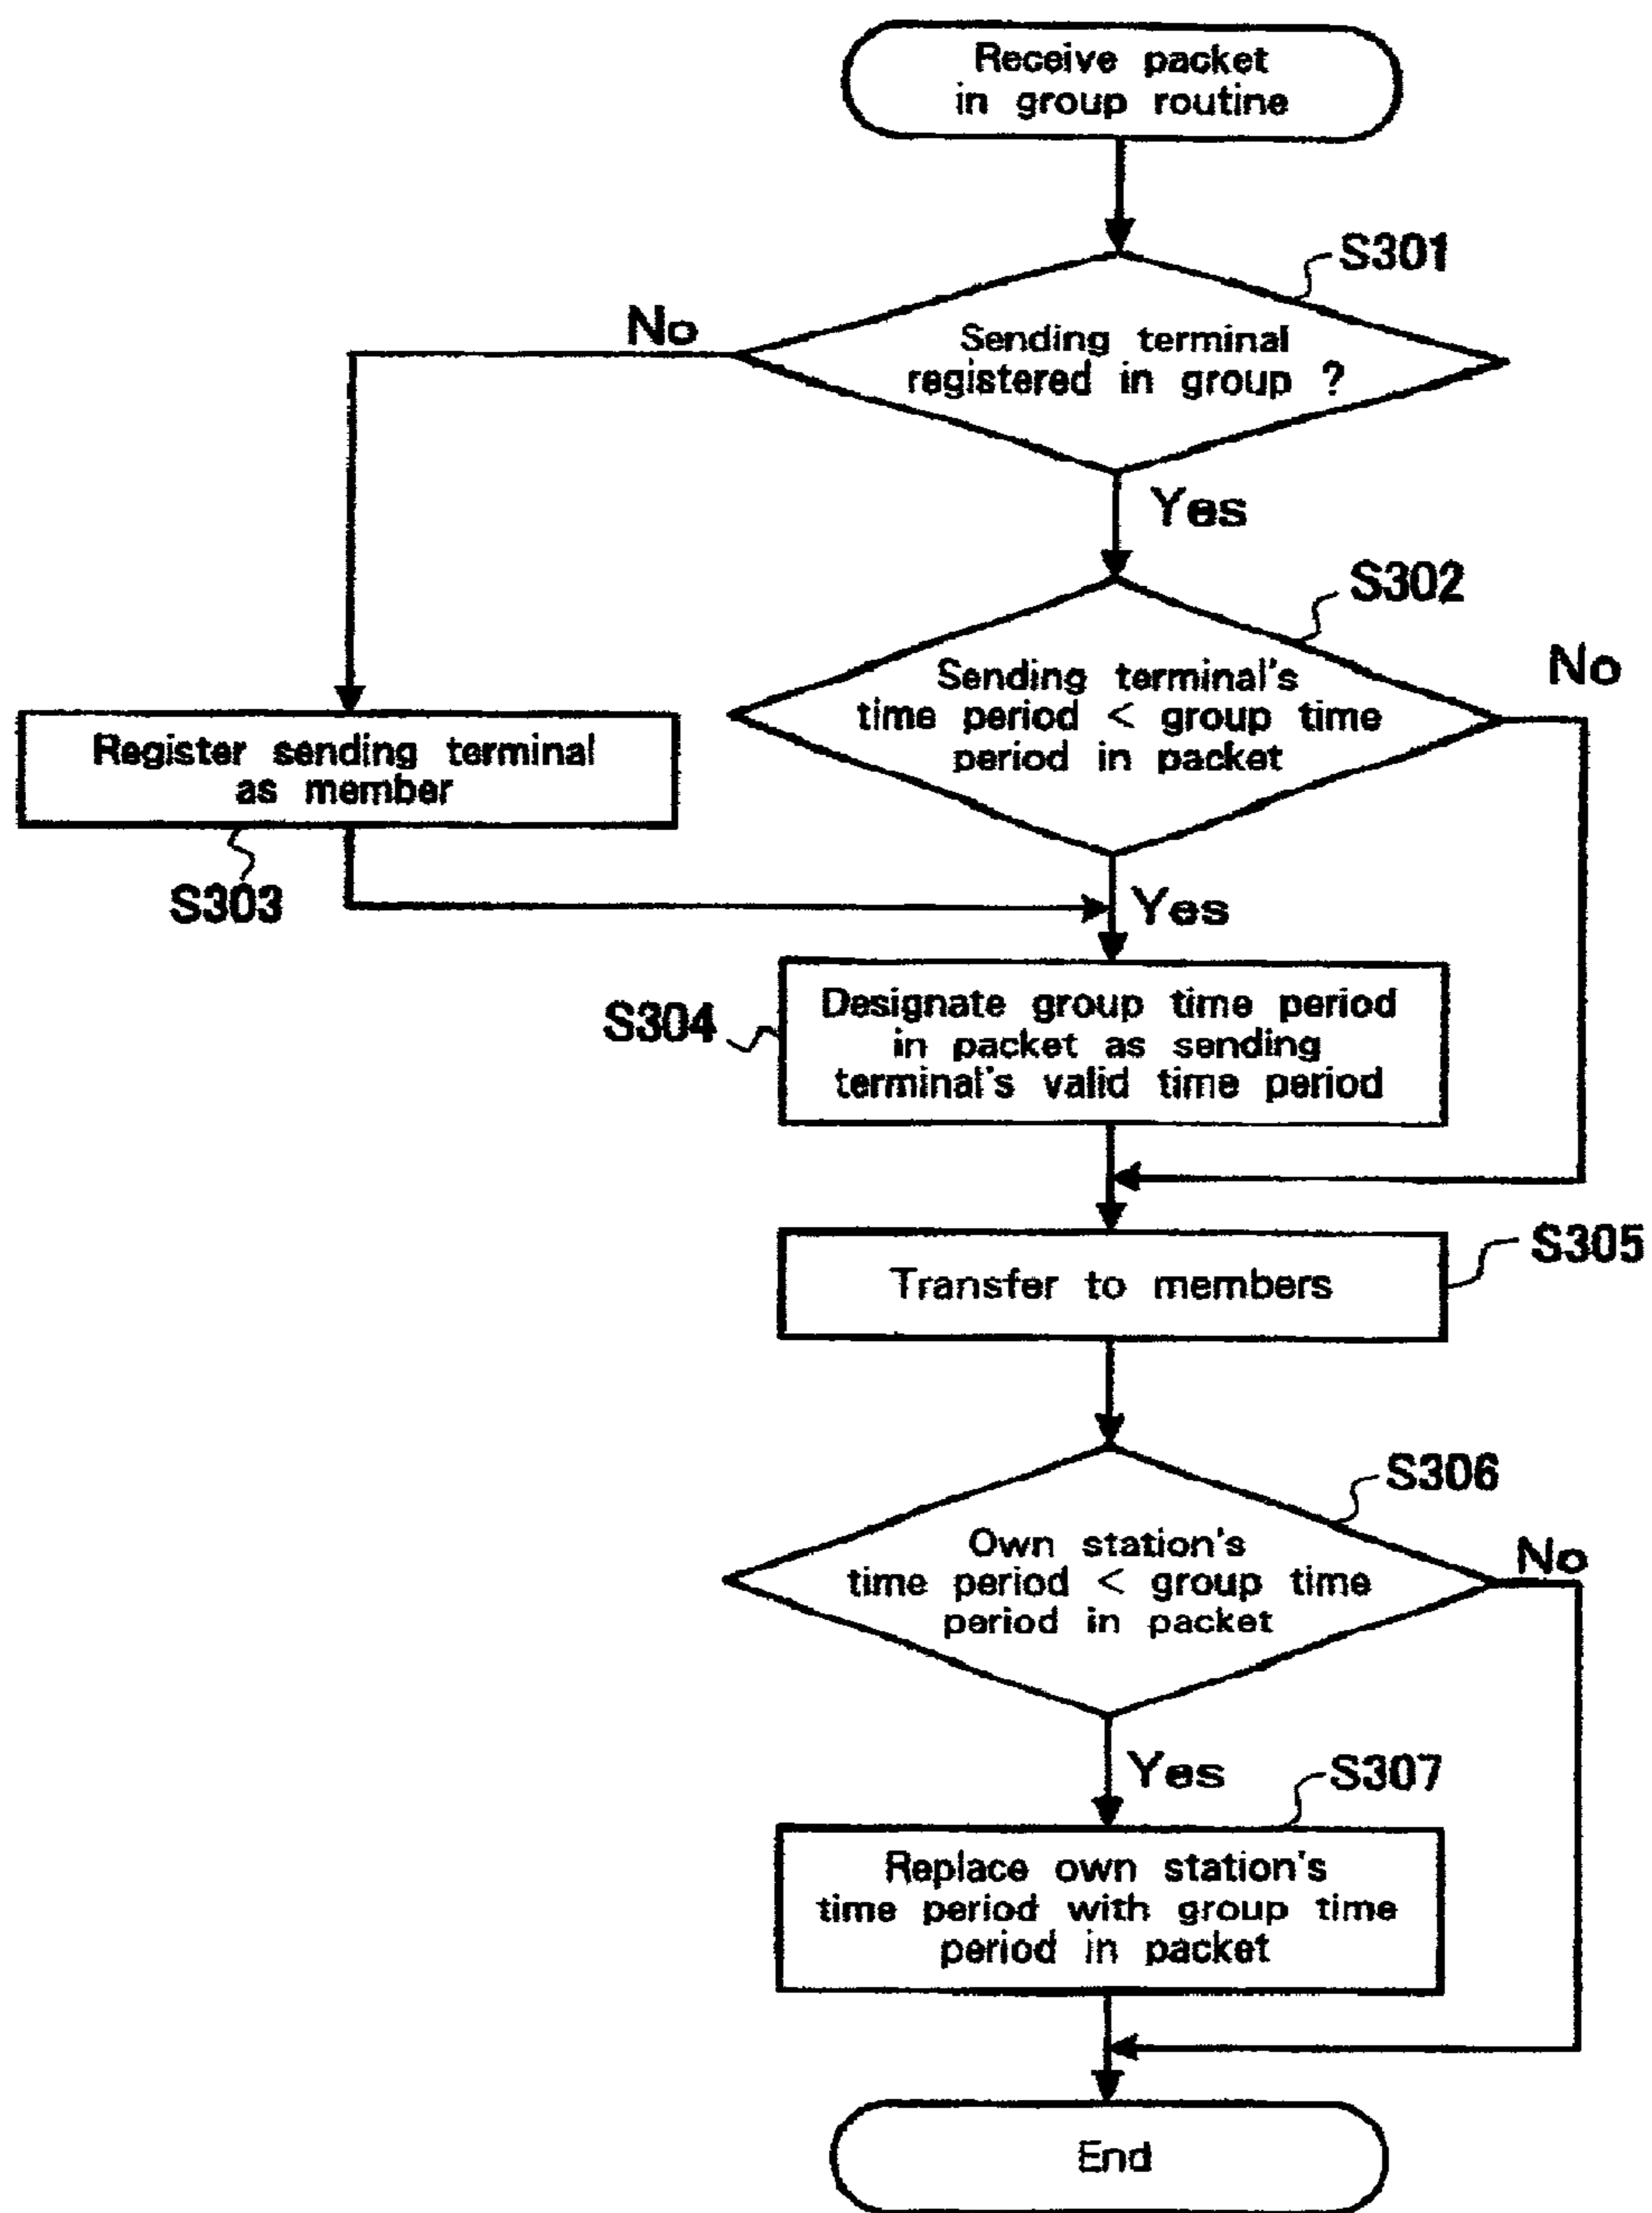 Receive packet
in group routine
S301
No
Sending terminal
registered in group ?
Yes
S302
No
Sending terminal's
time period < group time
period in packet
Register sending terminal
as member
S303
Yes
S304
Designate group time period
in packet as sending
terminal's valid time period
S305
Transfer to members
S306
No
Own station's
time period < group time
period in packet
Yes
S307
Replace own station's
time period with group time
period in packet
End